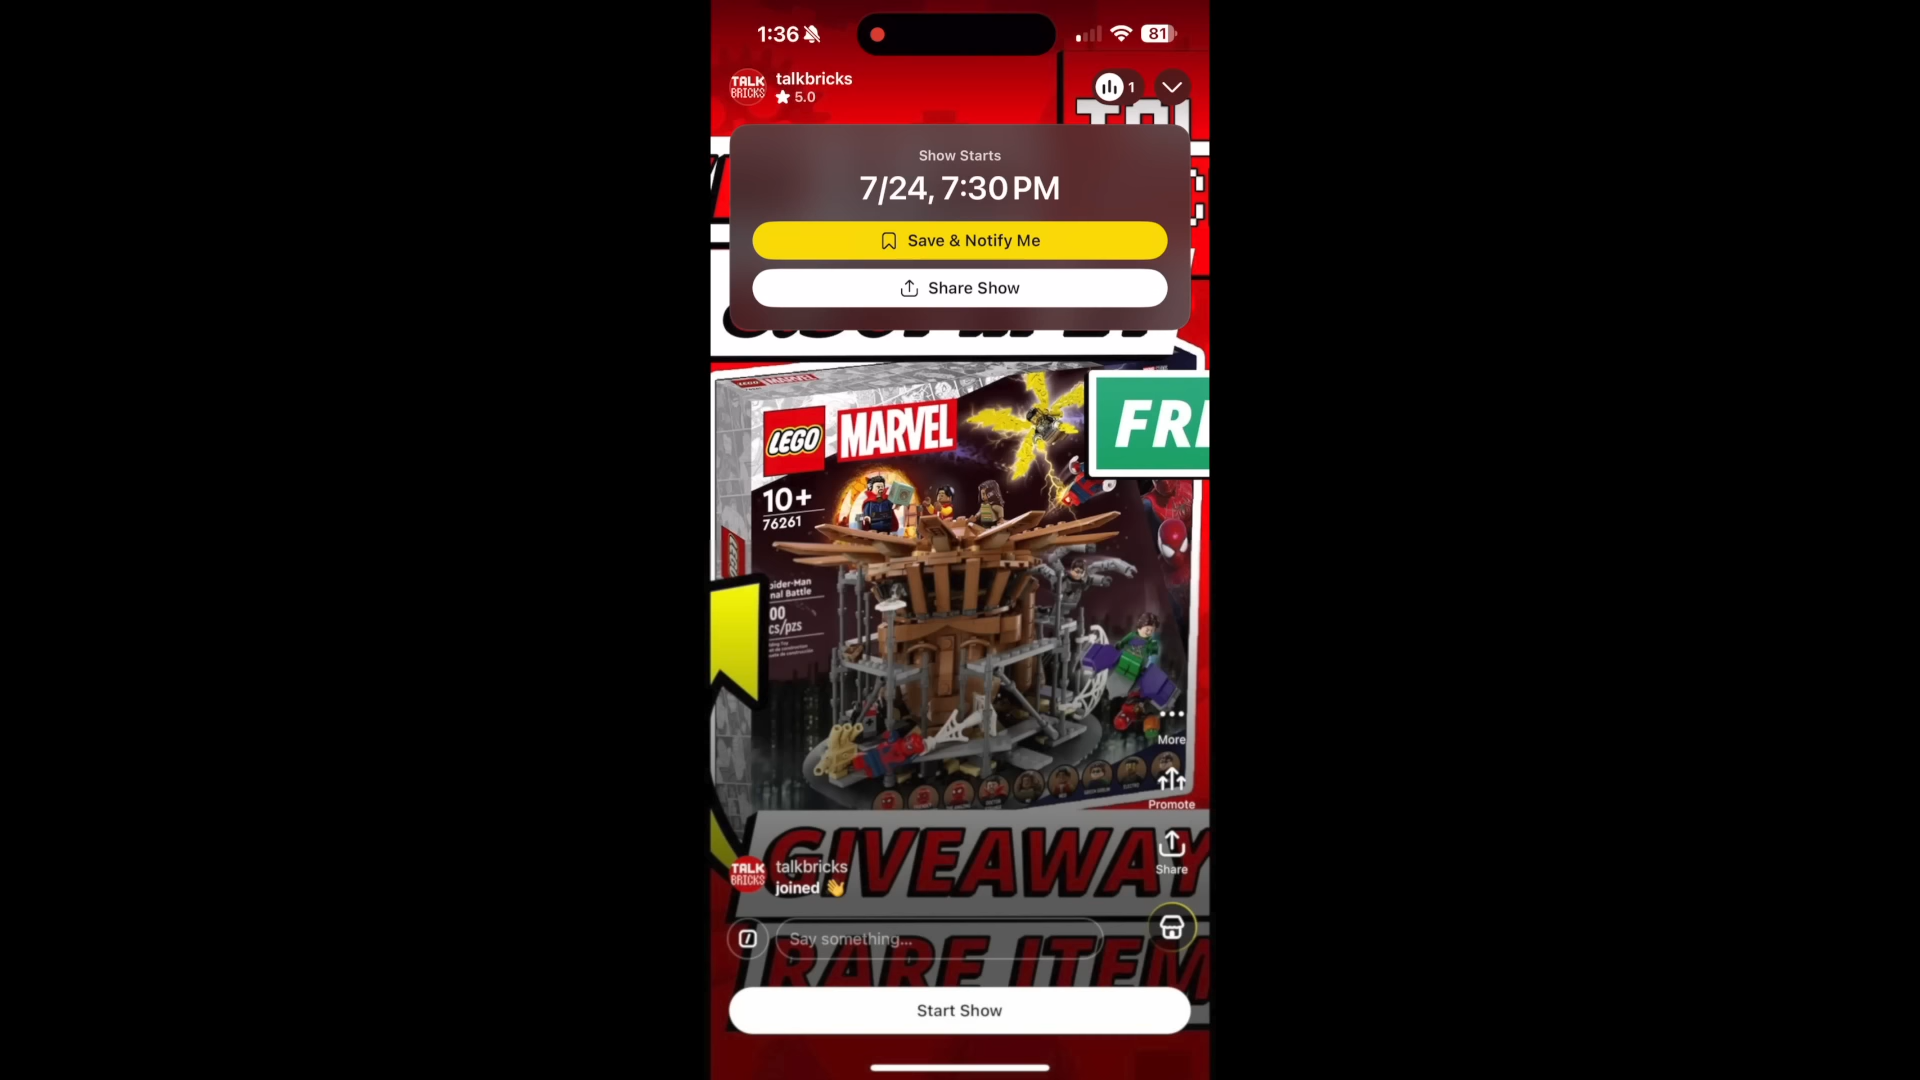 1:36
81
talkbricks
5.0
1
TALK
BRICKS
Show Starts
7/24, 7:30 PM
Save & Notify Me
Share Show
LEGO
MARVEL
FRE
10+
76261
LEGO
More
Promote
GIVEAWAY
TALK
BRICKS
talkbricks
joined 👋
Share
Say something...
RARE ITEM
Start Show